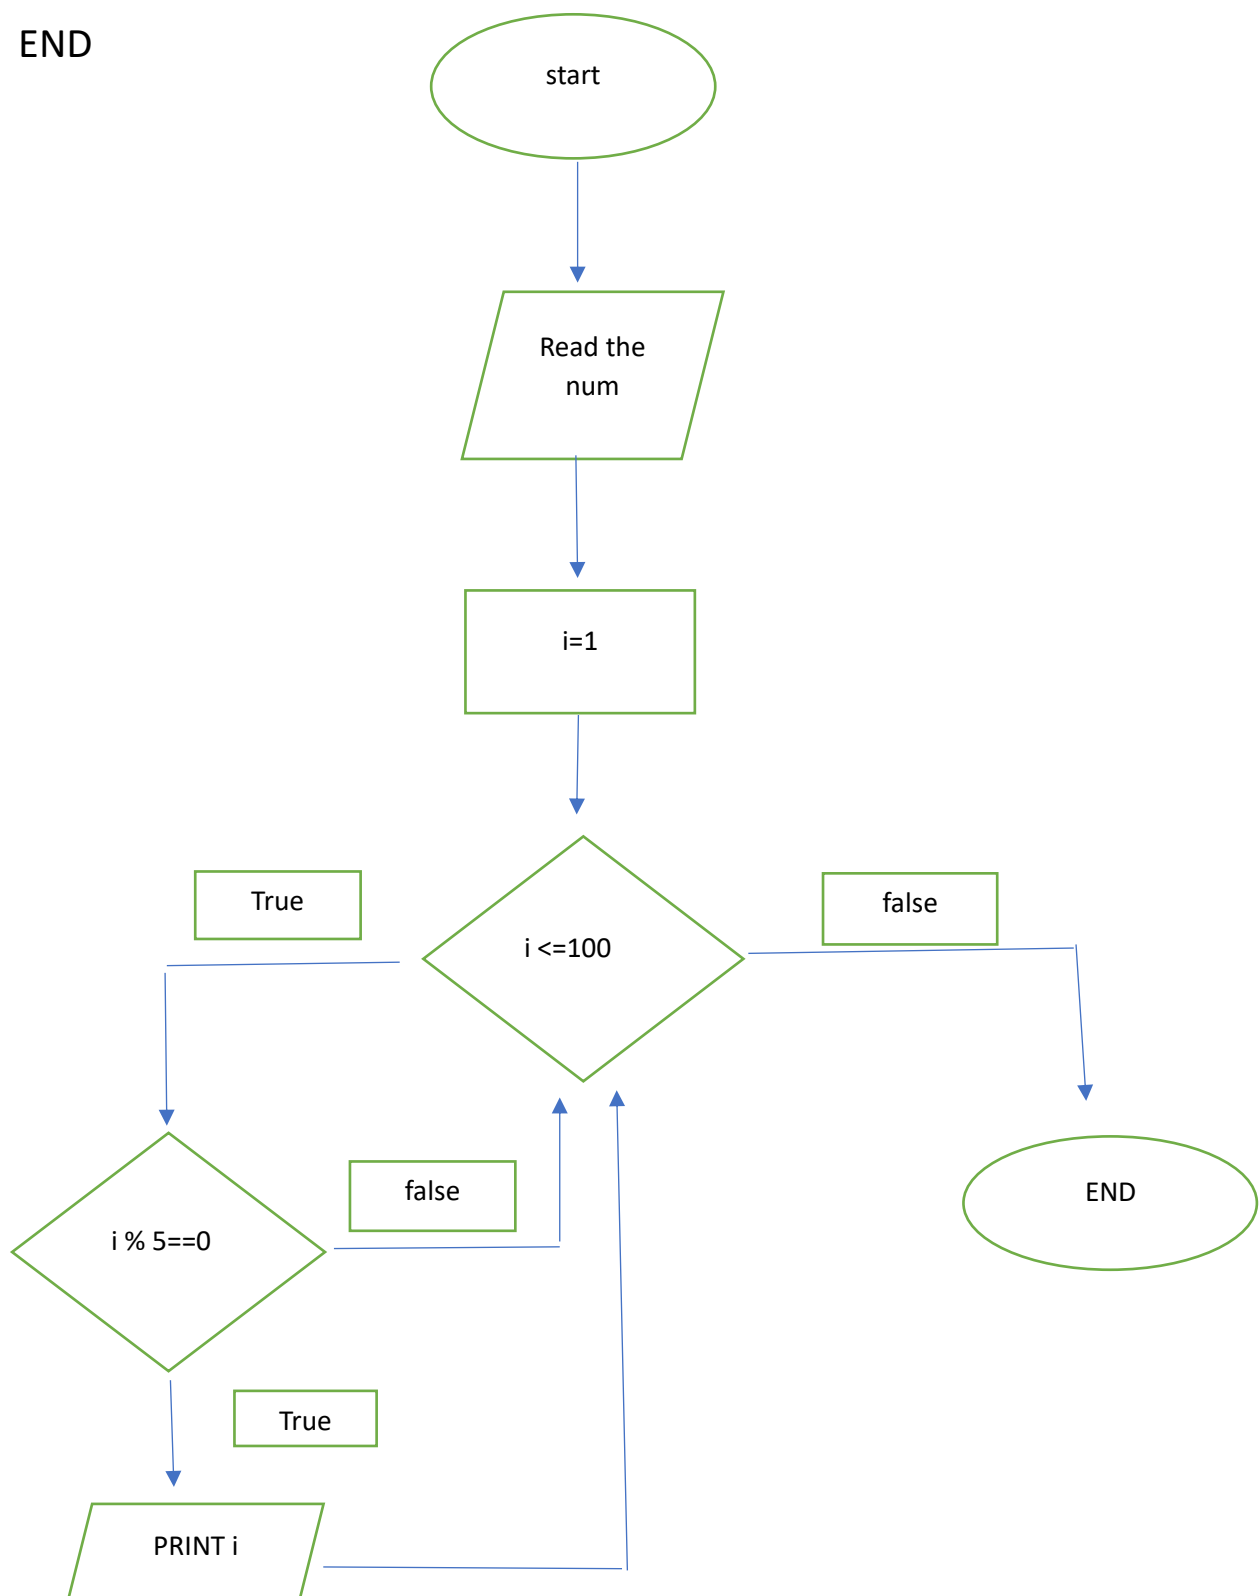 END
start
Read the
num
i=1
True
false
i <=100
false
END
i % 5==0
True
PRINT i